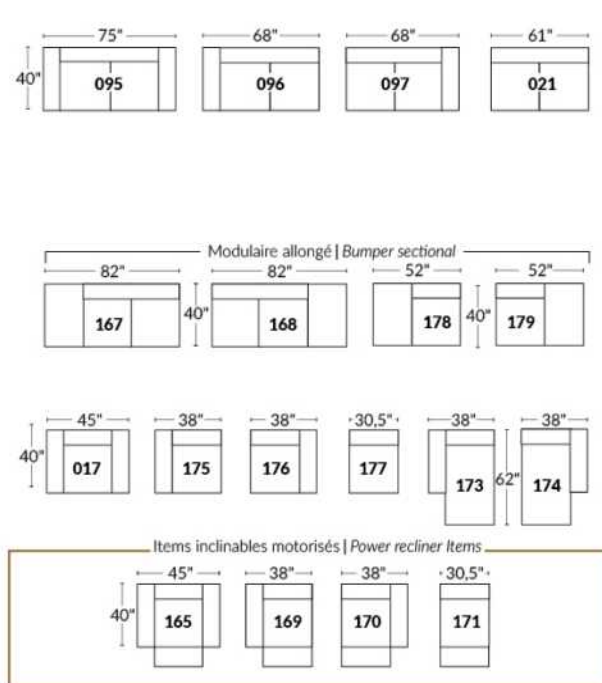 75" 68" 68" 61"
40" 095 096 097 021
Modulaire allongé | Bumper sectional
82" 82" 52" 52"
167 40" 168 178 40" 179
45" 38" 38" 30,5" 38" 38"
40" 017 175 176 177 173 62" 174
Items inclinables motorisés | Power recliner Items
45" 38" 38" 30,5"
40" 165 169 170 171